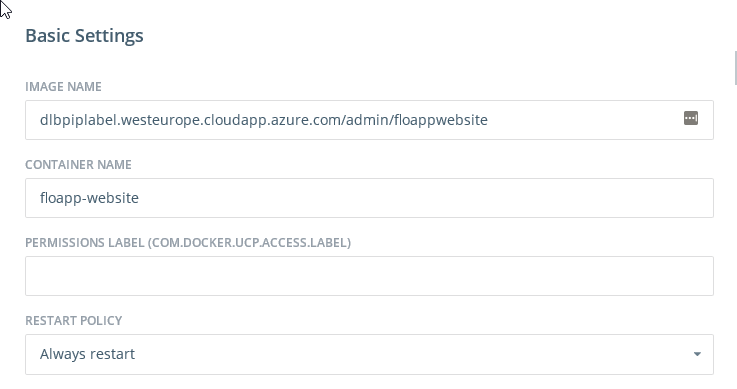 Basic Settings
IMAGE NAME
dlbpiplabel.westeurope.cloudapp.azure.com/admin/floappwebsite
CONTAINER NAME
floapp-website
PERMISSIONS LABEL (COM.DOCKER.UCP.ACCESS.LABEL)
RESTART POLICY
Always restart